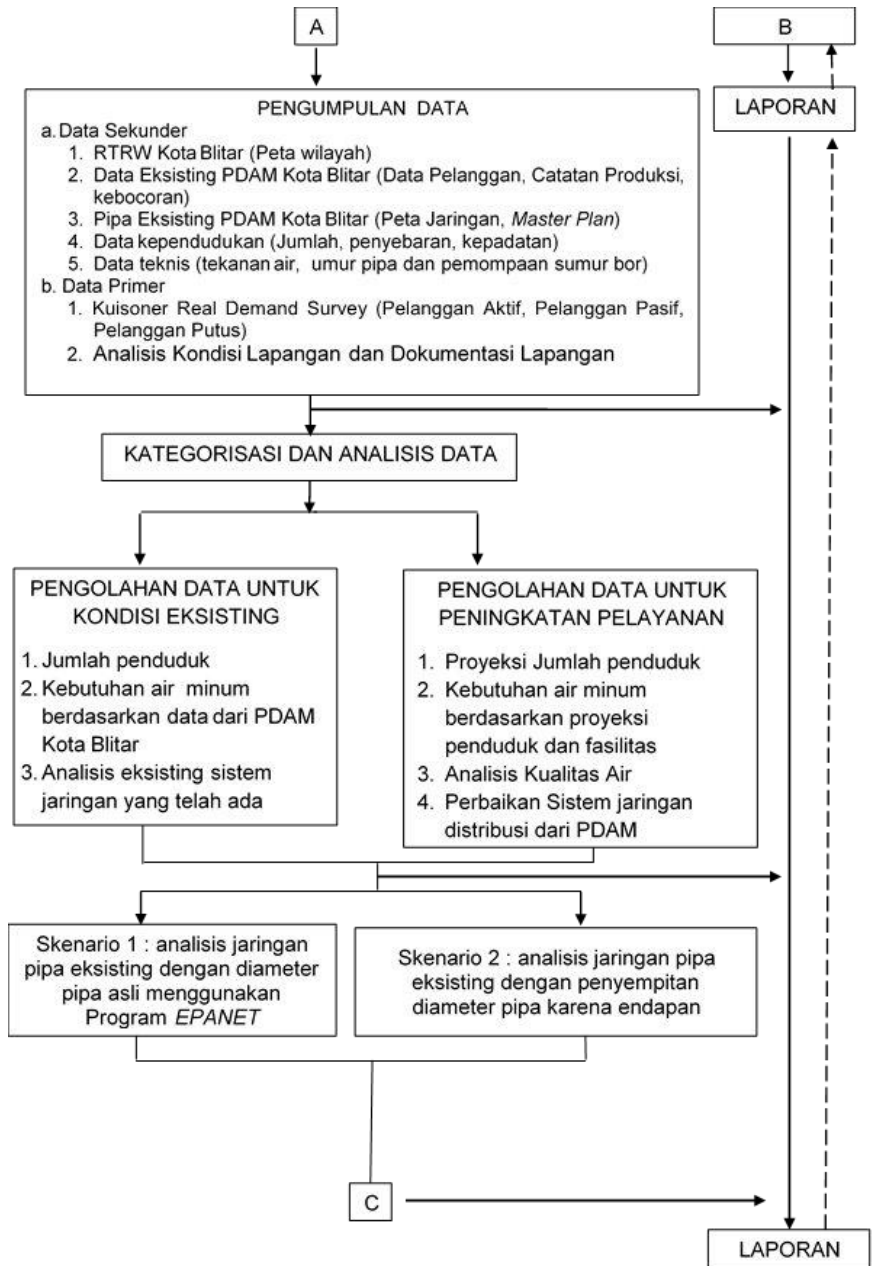 A
B
PENGUMPULAN DATA
a. Data Sekunder
1. RTRW Kota Blitar (Peta wilayah)
2. Data Eksisting PDAM Kota Blitar (Data Pelanggan, Catatan Produksi,
kebocoran)
3. Pipa Eksisting PDAM Kota Blitar (Peta Jaringan, Master Plan)
4. Data kependudukan (Jumlah, penyebaran, kepadatan)
5. Data teknis (tekanan air, umur pipa dan pemompaan sumur bor)
b. Data Primer
1. Kuisoner Real Demand Survey (Pelanggan Aktif, Pelanggan Pasif,
Pelanggan Putus)
2. Analisis Kondisi Lapangan dan Dokumentasi Lapangan
LAPORAN
KATEGORISASI DAN ANALISIS DATA
PENGOLAHAN DATA UNTUK
KONDISI EKSISTING
1. Jumlah penduduk
2. Kebutuhan air minum
berdasarkan data dari PDAM
Kota Blitar
3. Analisis eksisting sistem
jaringan yang telah ada
PENGOLAHAN DATA UNTUK
PENINGKATAN PELAYANAN
1. Proyeksi Jumlah penduduk
2. Kebutuhan air minum
berdasarkan proyeksi
penduduk dan fasilitas
3. Analisis Kualitas Air
4. Perbaikan Sistem jaringan
distribusi dari PDAM
Skenario 1 : analisis jaringan
pipa eksisting dengan diameter
pipa asli menggunakan
Program EPANET
Skenario 2 : analisis jaringan pipa
eksisting dengan penyempitan
diameter pipa karena endapan
C
LAPORAN